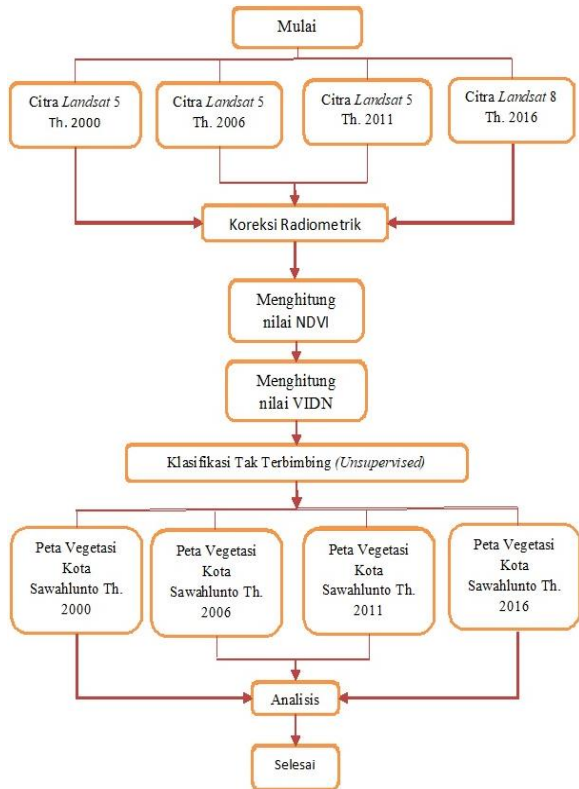 Mulai
Citra Landsat 5
Th. 2000
Citra Landsat 5
Th. 2006
Citra Landsat 5
Th. 2011
Citra Landsat 8
Th. 2016
Koreksi Radiometrik
Menghitung
nilai NDVI
Menghitung
nilai VIDN
Klasifikasi Tak Terbimbing (Unsupervised)
Peta Vegetasi
Kota
Sawahlunto Th.
2000
Peta Vegetasi
Kota
Sawahlunto Th.
2006
Peta Vegetasi
Kota
Sawahlunto Th.
2011
Peta Vegetasi
Kota
Sawahlunto Th.
2016
Analisis
Selesai